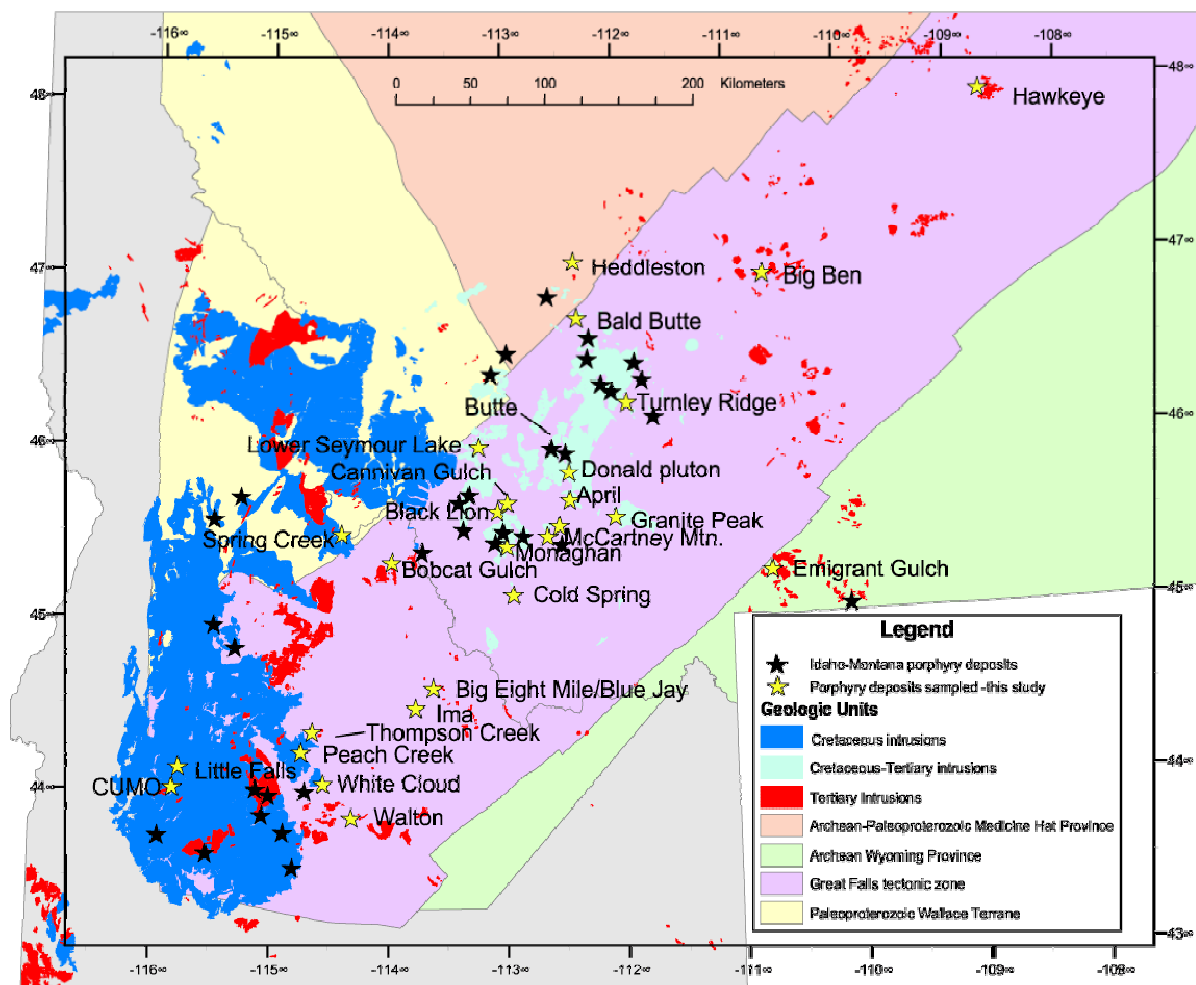 -116∞ -115∞ -114∞ -113∞ -112∞ -111∞ -110∞ -109∞ -108∞
0 50 100 200 Kilometers
48∞ 48∞
Hawkeye
47∞ 47∞
Heddleston
Big Ben
Bald Butte
Butte
Turnley Ridge
46∞ 46∞
Lower Seymour Lake
Cannivan Gulch
Donald pluton
April
Black Lion
Granite Peak
Spring Creek
McCartney Mtn.
Monaghan
Bobcat Gulch
Emigrant Gulch
Cold Spring
45∞ 45∞
Big Eight Mile/Blue Jay
Ima
Thompson Creek
Peach Creek
Little Falls
CUMO
White Cloud
44∞ 44∞
Walton
43∞
Legend
Idaho-Montana porphyry deposits
Porphyry deposits sampled -this study
Geologic Units
Cretaceous intrusions
Cretaceous-Tertiary intrusions
Tertiary Intrusions
Archean-Paleoproterozoic Medicine Hat Province
Archean Wyoming Province
Great Falls tectonic zone
Paleoproterozoic Wallace Terrane
-116∞ -115∞ -114∞ -113∞ -112∞ -111∞ -110∞ -109∞ -108∞